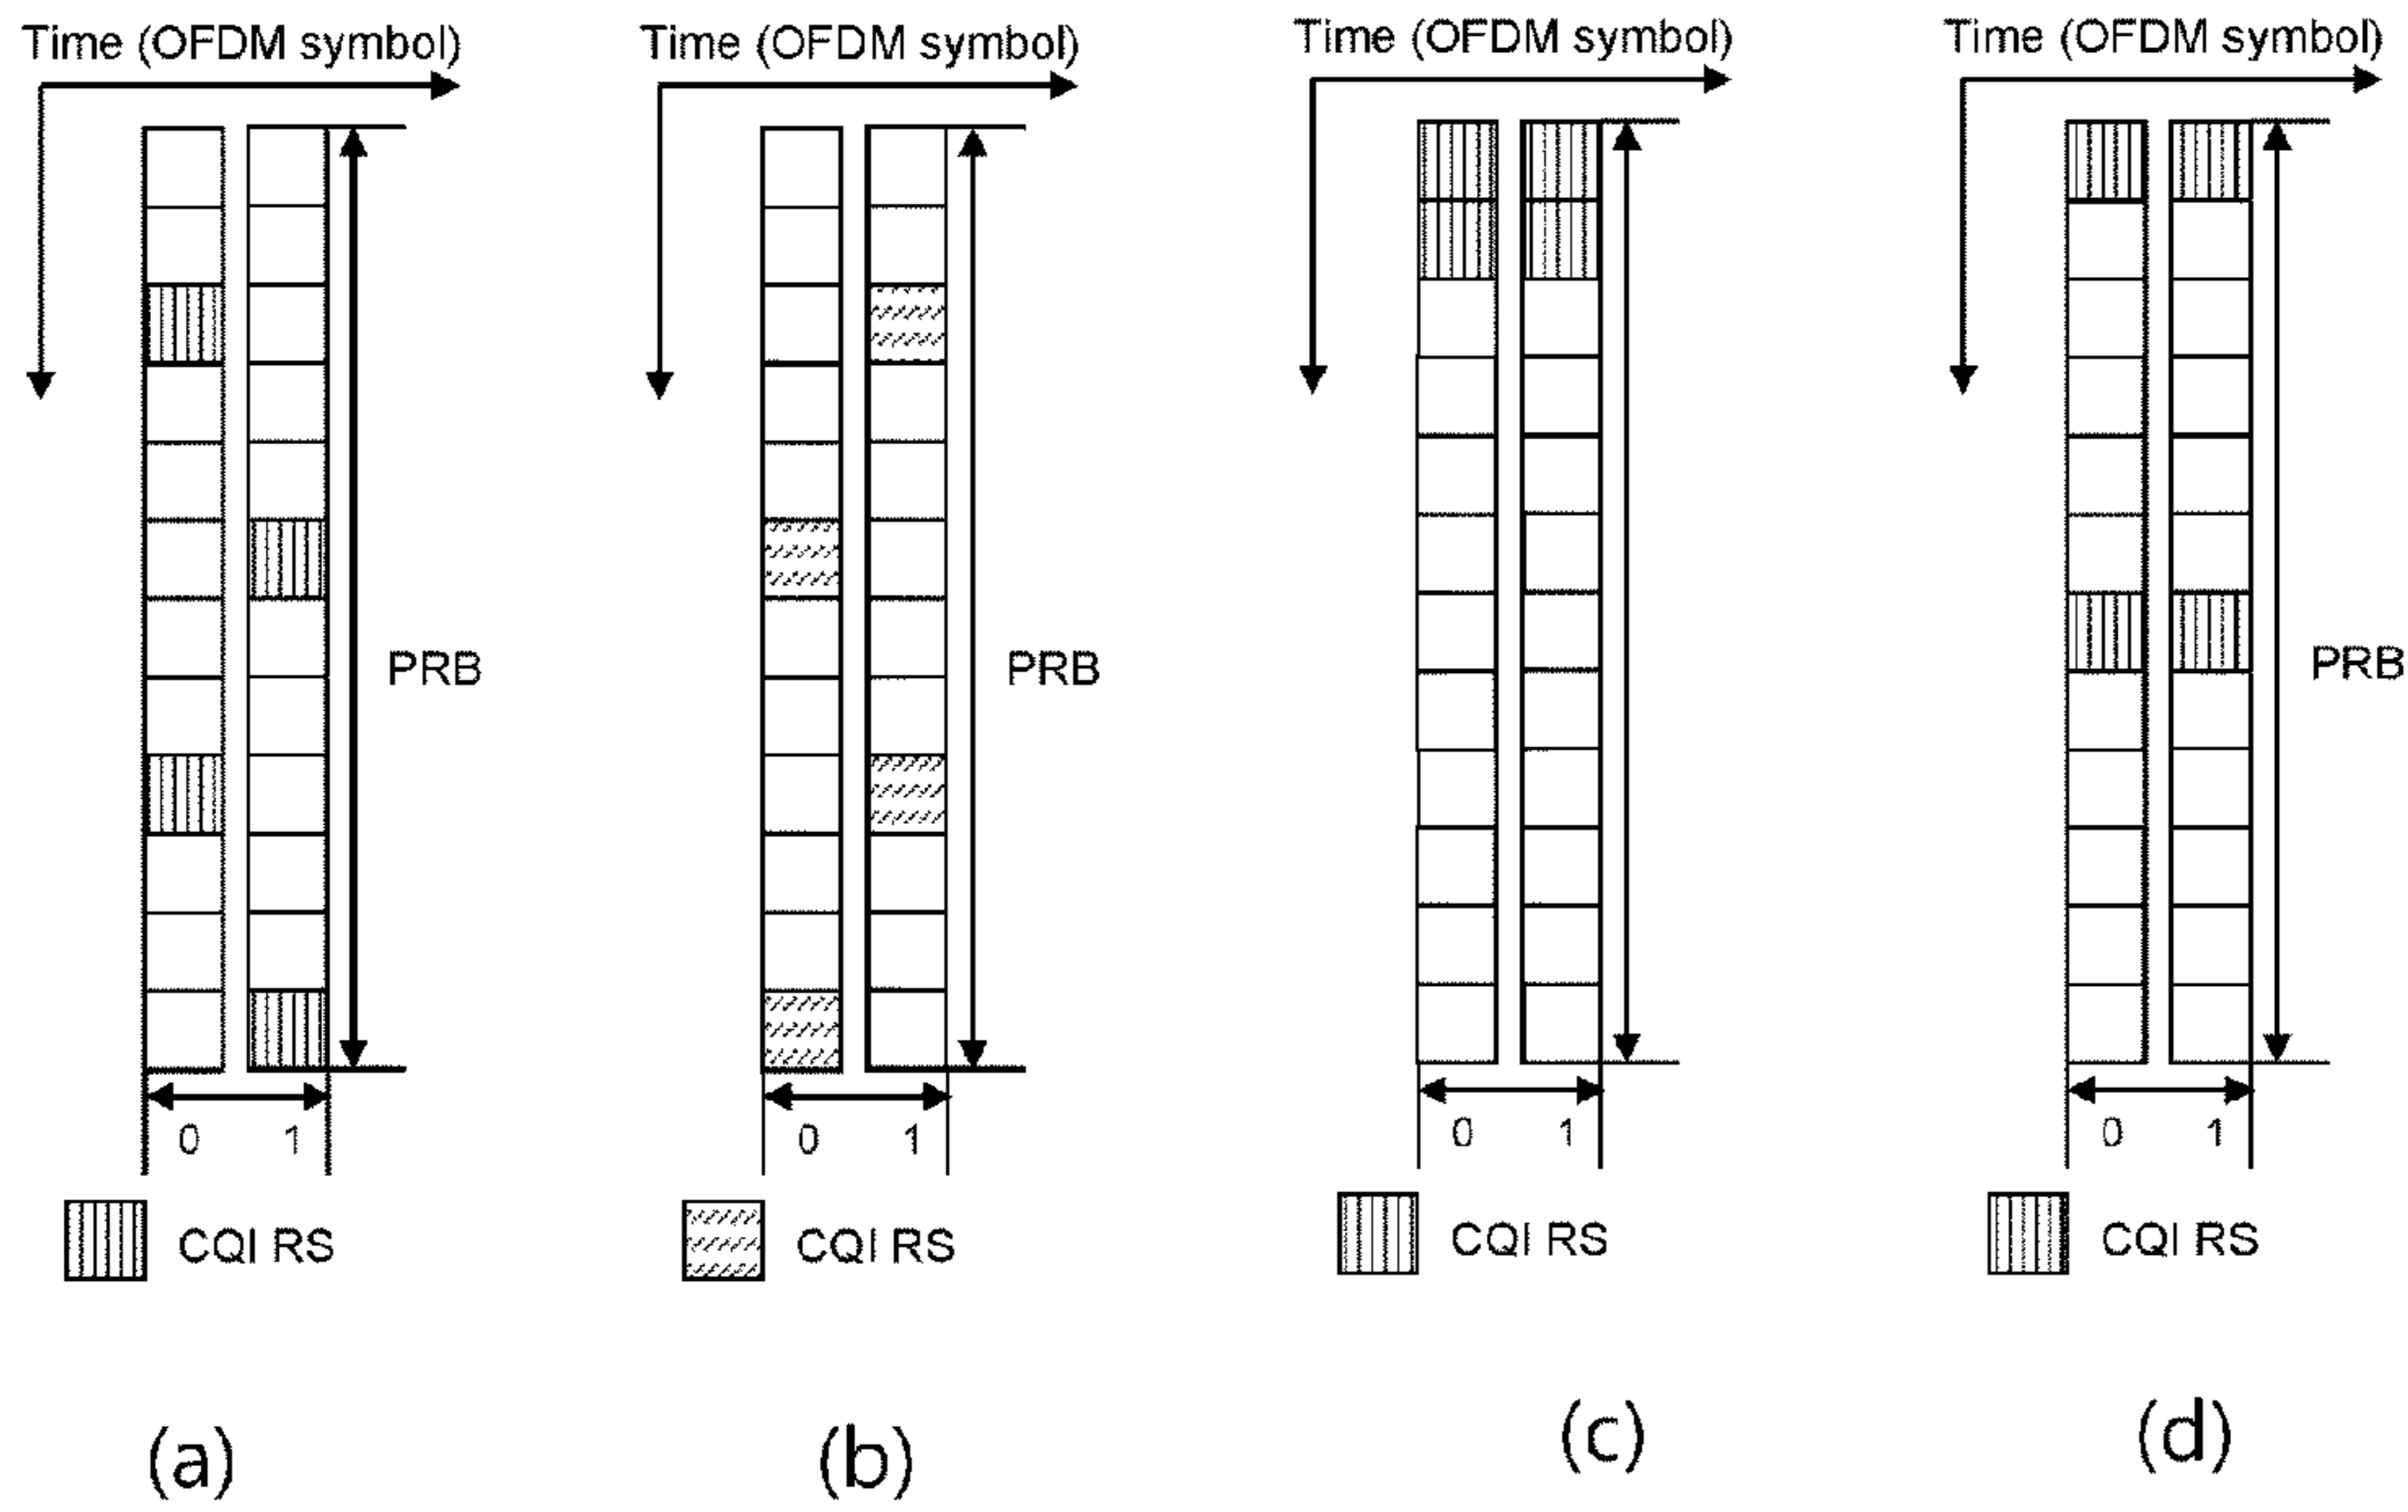 Time (OFDM symbol)
Time (OFDM symbol)
Time (OFDM symbol)
Time (OFDM symbol)
PRB
PRB
PRB
0 1
0 1
0 1
0 1
CQI RS
CQI RS
CQI RS
CQI RS
(a)
(b)
(c)
(d)